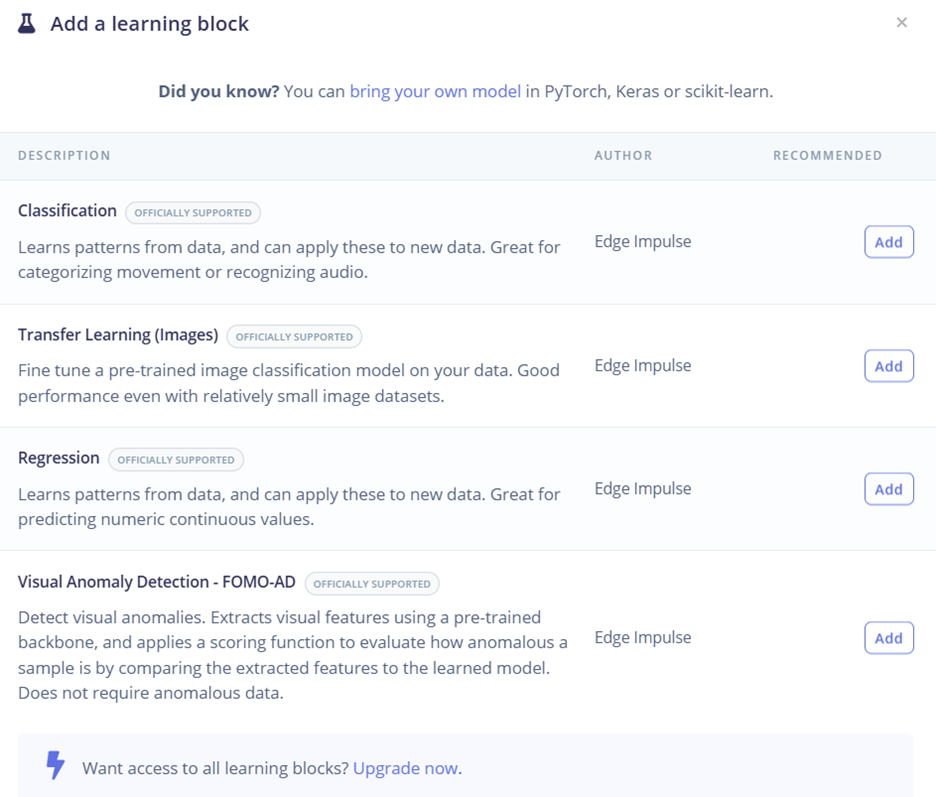 Add a learning block
×
Did you know? You can bring your own model in PyTorch, Keras or scikit-learn.
DESCRIPTION AUTHOR RECOMMENDED
Classification OFFICIALLY SUPPORTED
Learns patterns from data, and can apply these to new data. Great for
categorizing movement or recognizing audio.
Edge Impulse
Add
Transfer Learning (Images) OFFICIALLY SUPPORTED
Fine tune a pre-trained image classification model on your data. Good
performance even with relatively small image datasets.
Edge Impulse
Add
Regression OFFICIALLY SUPPORTED
Learns patterns from data, and can apply these to new data. Great for
predicting numeric continuous values.
Edge Impulse
Add
Visual Anomaly Detection - FOMO-AD OFFICIALLY SUPPORTED
Detect visual anomalies. Extracts visual features using a pre-trained
backbone, and applies a scoring function to evaluate how anomalous a
sample is by comparing the extracted features to the learned model.
Does not require anomalous data.
Edge Impulse
Add
Want access to all learning blocks? Upgrade now.